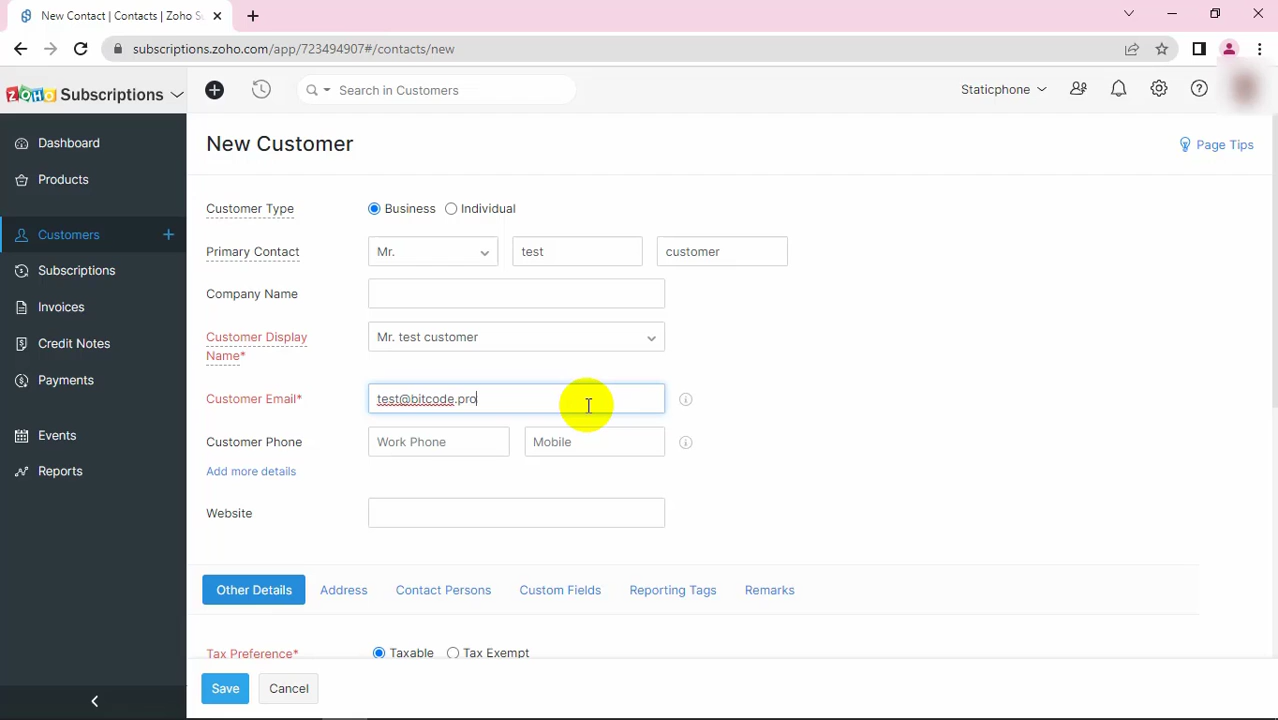 New Contact | Contacts | Zoho Su
subscriptions.zoho.com/app/723494907#/contacts/new
ZOHO Subscriptions
Search in Customers
Staticphone
Dashboard
Products
Customers
Subscriptions
Invoices
Credit Notes
Payments
Events
Reports
New Customer
Page Tips
Customer Type
Business
Individual
Primary Contact
Mr.
test
customer
Company Name
Customer Display
Name*
Mr. test customer
Customer Email*
test@bitcode.pro
Customer Phone
Work Phone
Mobile
Add more details
Website
Other Details
Address
Contact Persons
Custom Fields
Reporting Tags
Remarks
Tax Preference*
Taxable
Tax Exempt
Save
Cancel